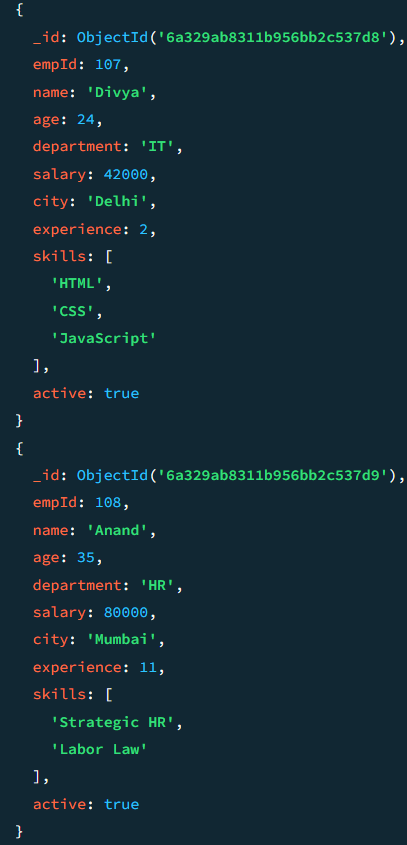 {
_id: ObjectId('6a329ab8311b956bb2c537d8'),
empId: 107,
name: 'Divya',
age: 24,
department: 'IT',
salary: 42000,
city: 'Delhi',
experience: 2,
skills: [
'HTML',
'CSS',
'JavaScript'
],
active: true
}
{
_id: ObjectId('6a329ab8311b956bb2c537d9'),
empId: 108,
name: 'Anand',
age: 35,
department: 'HR',
salary: 80000,
city: 'Mumbai',
experience: 11,
skills: [
'Strategic HR',
'Labor Law'
],
active: true
}